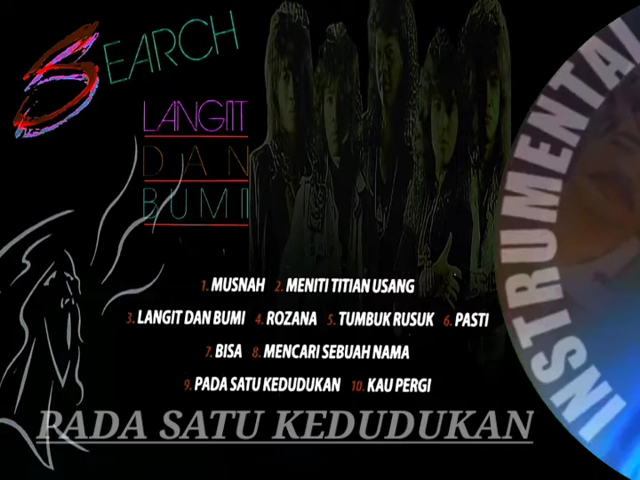 SEARCH
LANGIT
DAN
BUMI
INSTRUMENTAL
1. MUSNAH 2. MENITI TITIAN USANG
3. LANGIT DAN BUMI 4. ROZANA 5. TUMBUK RUSUK 6. PASTI
7. BISA 8. MENCARI SEBUAH NAMA
9. PADA SATU KEDUDUKAN 10. KAU PERGI
PADA SATU KEDUDUKAN